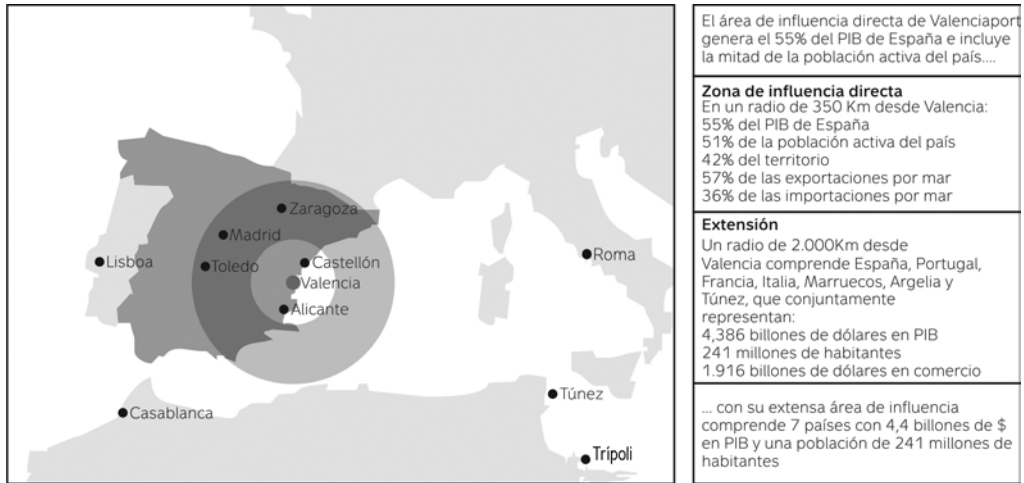 Zaragoza
Madrid
Lisboa
Toledo
Castellón
Valencia
Alicante
Roma
Casablanca
Túnez
Trípoli
El área de influencia directa de Valenciaport
genera el 55% del PIB de España e incluye
la mitad de la población activa del país....
Zona de influencia directa
En un radio de 350 Km desde Valencia:
55% del PIB de España
51% de la población activa del país
42% del territorio
57% de las exportaciones por mar
36% de las importaciones por mar
Extensión
Un radio de 2.000Km desde
Valencia comprende España, Portugal,
Francia, Italia, Marruecos, Argelia y
Túnez, que conjuntamente
representan:
4,386 billones de dólares en PIB
241 millones de habitantes
1.916 billones de dólares en comercio
... con su extensa área de influencia
comprende 7 países con 4,4 billones de $
en PIB y una población de 241 millones de
habitantes